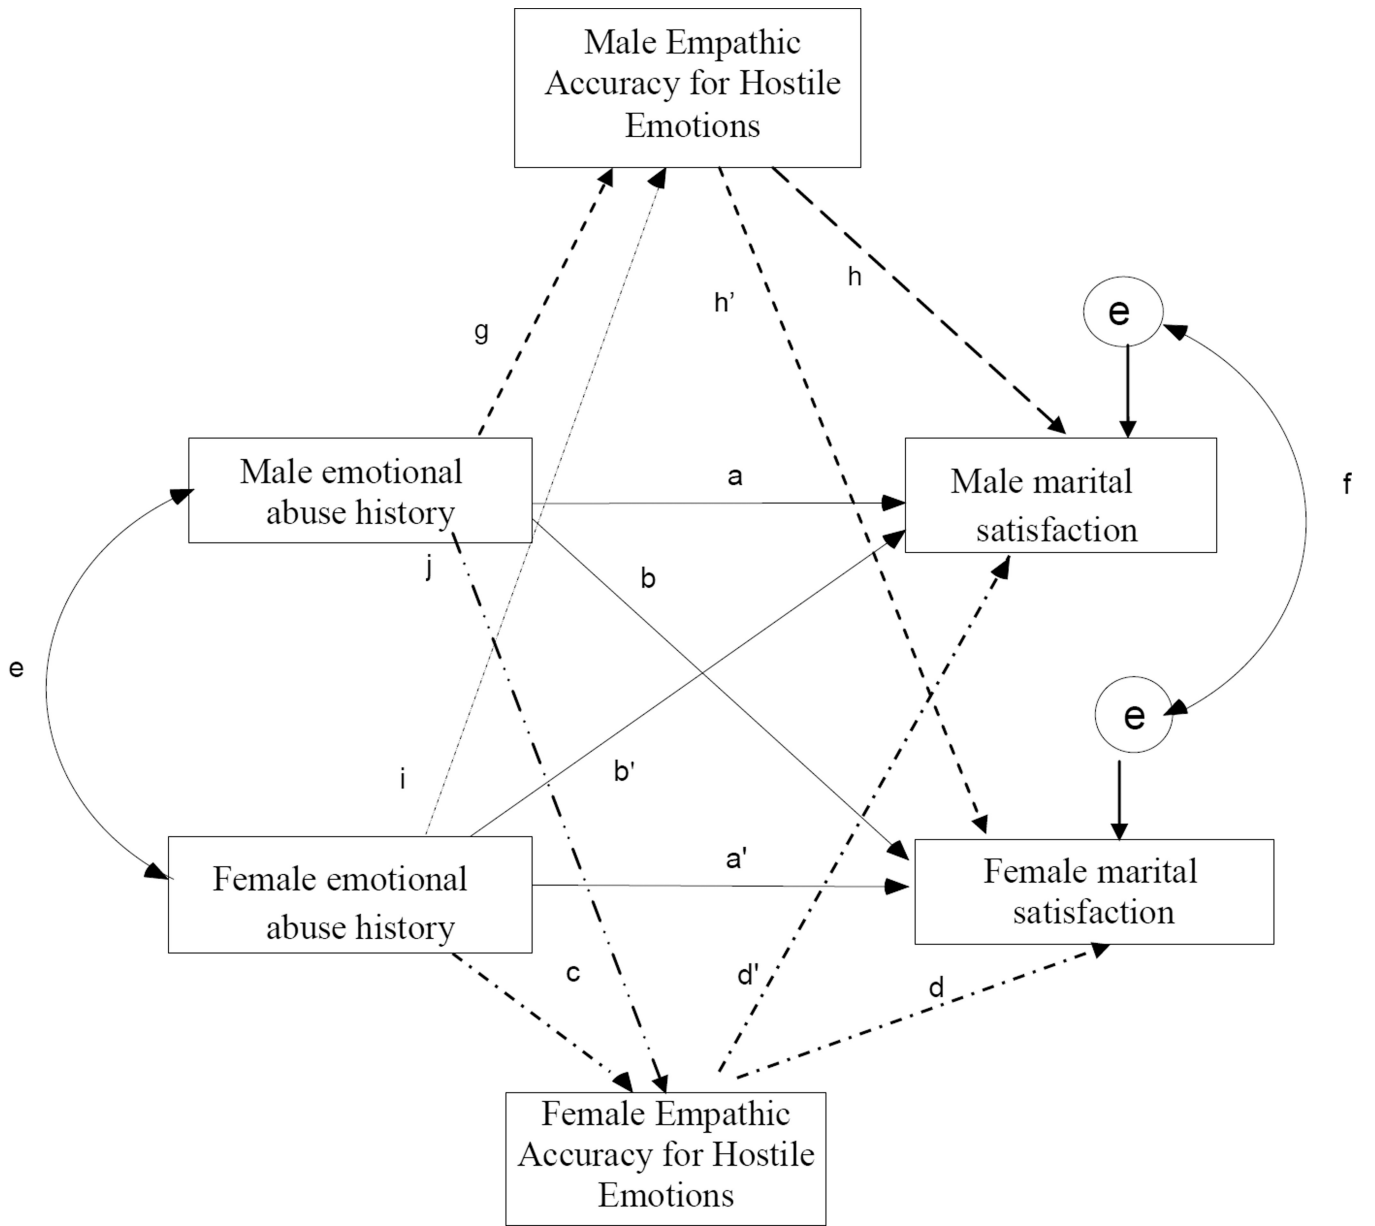 Male Empathic
Accuracy for Hostile
Emotions
h
h’
e
g
Male emotional
abuse history
a
Male marital
satisfaction
f
j
b
e
e
i
b'
Female emotional
abuse history
a'
Female marital
satisfaction
c
d'
d
Female Empathic
Accuracy for Hostile
Emotions